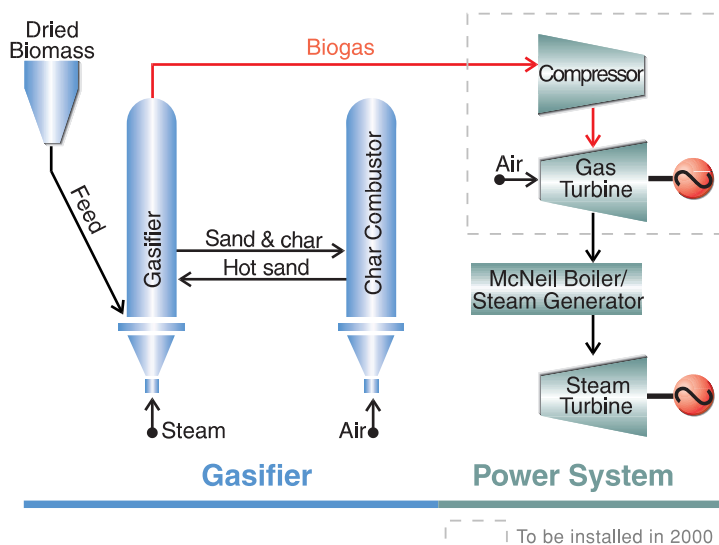 Dried
Biomass
Biogas
Compressor
Air
Gas
Turbine
Feed
Gasifier
Sand & char
Hot sand
Char Combustor
McNeil Boiler/
Steam Generator
Steam
Turbine
Steam
Air
Gasifier
Power System
To be installed in 2000